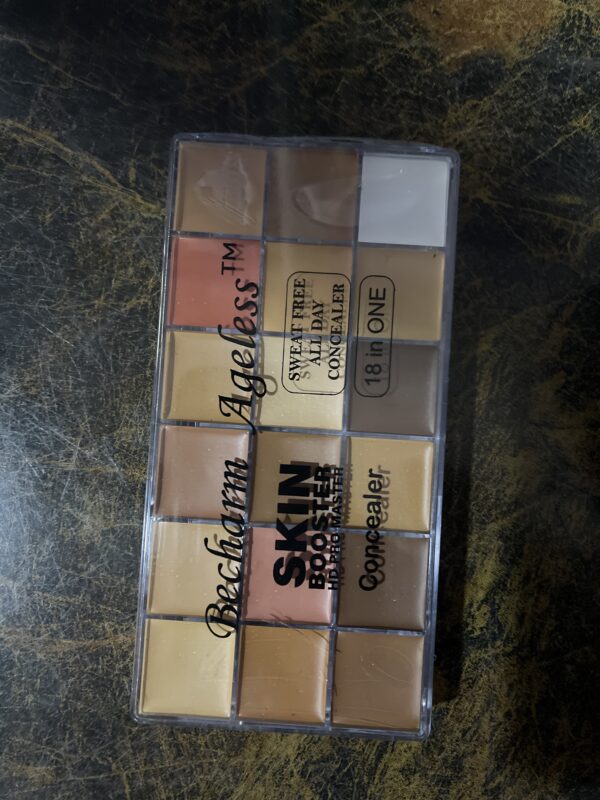 Becharm Ageless™
SKIN
BOOSTER
HD PRO-MASTER
Concealer
SWEAT FREE
ALL DAY
CONCEALER
18 in ONE